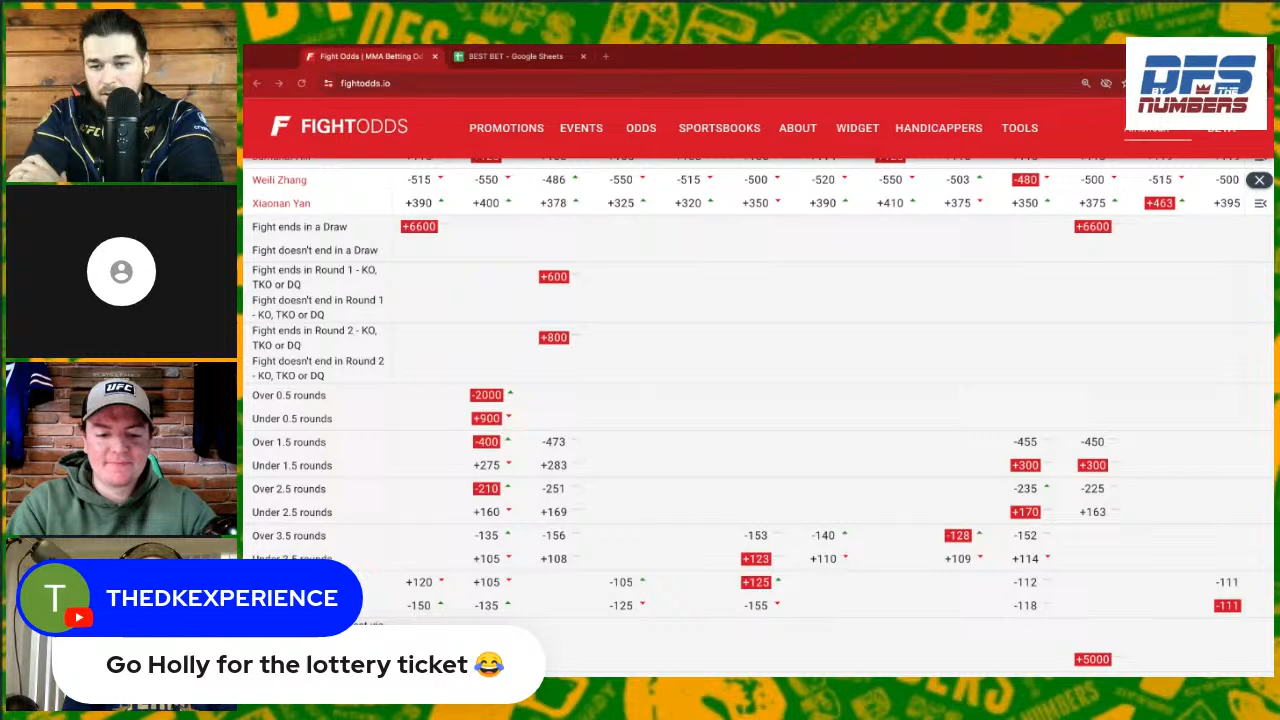 Fight Odds | MMA Betting Od
BEST BET - Google Sheets
fightodds.io
DFS
BY THE
NUMBERS
FIGHTODDS
PROMOTIONS EVENTS ODDS SPORTSBOOKS ABOUT WIDGET HANDICAPPERS TOOLS
Weili Zhang -515 -550 -486 -550 -515 -500 -520 -550 -503 -480 -500 -515 -500
Xiaonan Yan +390 +400 +378 +325 +320 +350 +390 +410 +375 +350 +375 +463 +395
Fight ends in a Draw +6600 +6600
Fight doesn't end in a Draw
Fight ends in Round 1 - KO,
TKO or DQ
+600
Fight doesn't end in Round 1
- KO, TKO or DQ
Fight ends in Round 2 - KO,
TKO or DQ
+800
Fight doesn't end in Round 2
- KO, TKO or DQ
Over 0.5 rounds -2000
Under 0.5 rounds +900
Over 1.5 rounds -400 -473 -455 -450
Under 1.5 rounds +275 +283 +300 +300
Over 2.5 rounds -210 -251 -235 -225
Under 2.5 rounds +160 +169 +170 +163
Over 3.5 rounds -135 -156 -153 -140 -128 -152
+105 +108 +123 +110 +109 +114
+120 +105 -105 +125 -112 -111
-150 -135 -125 -155 -118 -111
+5000
UFC
T
THEDKEXPERIENCE
Go Holly for the lottery ticket 😂